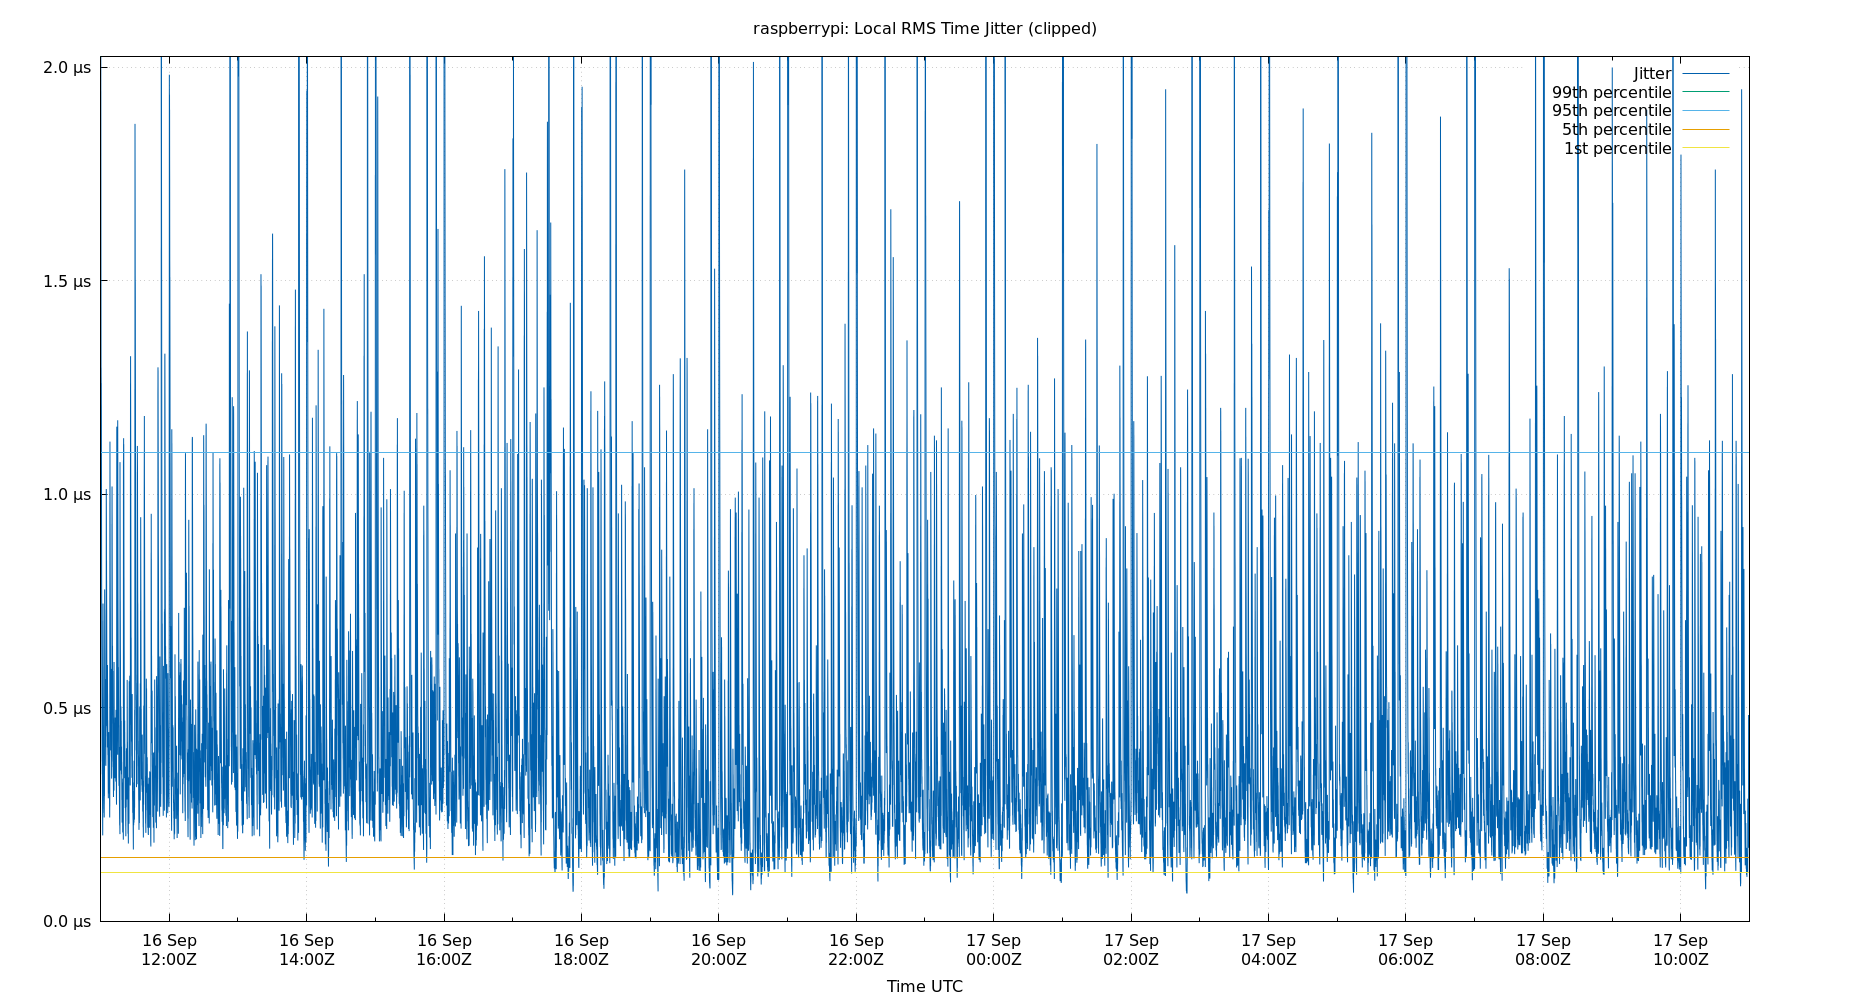 raspberrypi: Local RMS Time Jitter (clipped)
2.0 µs
1.5 µs
1.0 µs
0.5 µs
0.0 µs
Jitter
99th percentile
95th percentile
5th percentile
1st percentile
16 Sep 16 Sep 16 Sep 16 Sep 16 Sep 16 Sep 17 Sep 17 Sep 17 Sep 17 Sep 17 Sep 17 Sep
12:00Z 14:00Z 16:00Z 18:00Z 20:00Z 22:00Z 00:00Z 02:00Z 04:00Z 06:00Z 08:00Z 10:00Z
Time UTC